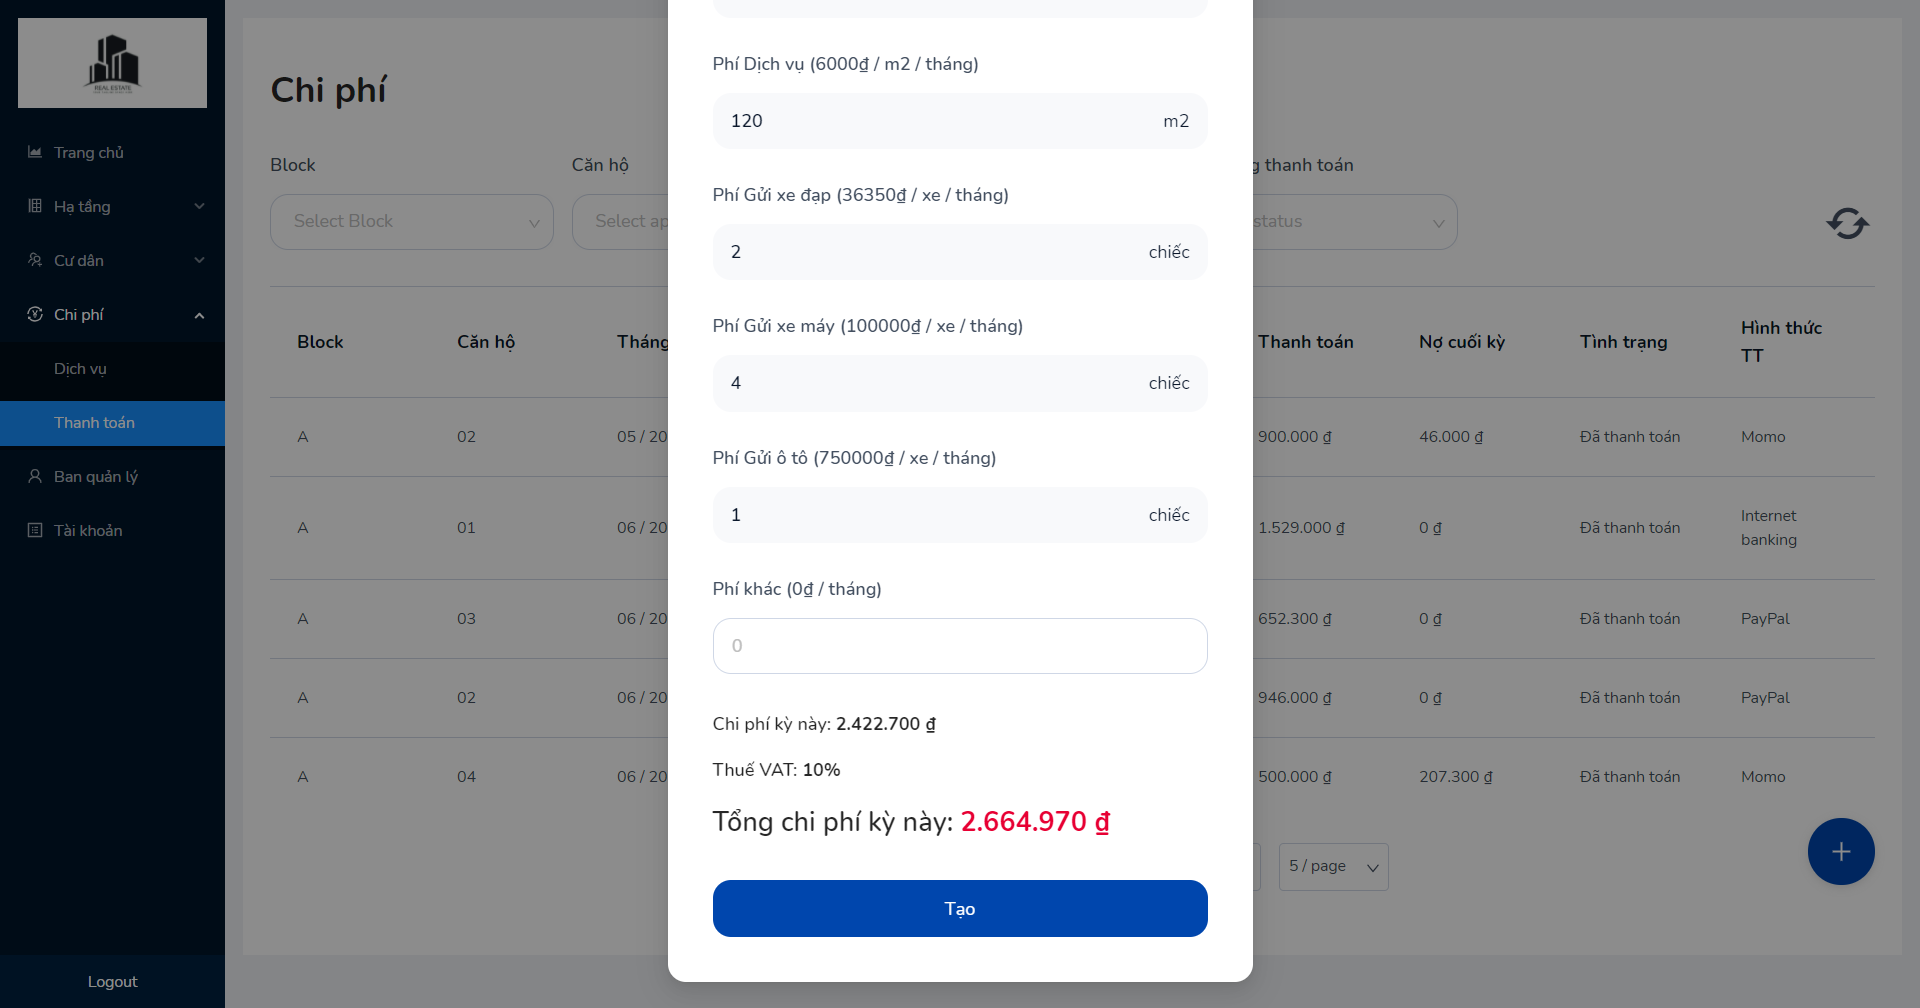 REAL ESTATE
Trang chủ
Hạ tầng
Cư dân
Chi phí
Dịch vụ
Thanh toán
Ban quản lý
Tài khoản
Logout
Chi phí
Block
Căn hộ
g thanh toán
Select Block
Select ap
status
Block
Căn hộ
Tháng
Thanh toán
Nợ cuối kỳ
Tình trạng
Hình thức
TT
A
02
05 / 20
900.000 ₫
46.000 ₫
Đã thanh toán
Momo
A
01
06 / 20
1.529.000 ₫
0 ₫
Đã thanh toán
Internet
banking
A
03
06 / 20
652.300 ₫
0 ₫
Đã thanh toán
PayPal
A
02
06 / 20
946.000 ₫
0 ₫
Đã thanh toán
PayPal
A
04
06 / 20
500.000 ₫
207.300 ₫
Đã thanh toán
Momo
5 / page
Phí Dịch vụ (6000₫ / m2 / tháng)
120
m2
Phí Gửi xe đạp (36350₫ / xe / tháng)
2
chiếc
Phí Gửi xe máy (100000₫ / xe / tháng)
4
chiếc
Phí Gửi ô tô (750000₫ / xe / tháng)
1
chiếc
Phí khác (0₫ / tháng)
0
Chi phí kỳ này: 2.422.700 ₫
Thuế VAT: 10%
Tổng chi phí kỳ này: 2.664.970 ₫
Tạo